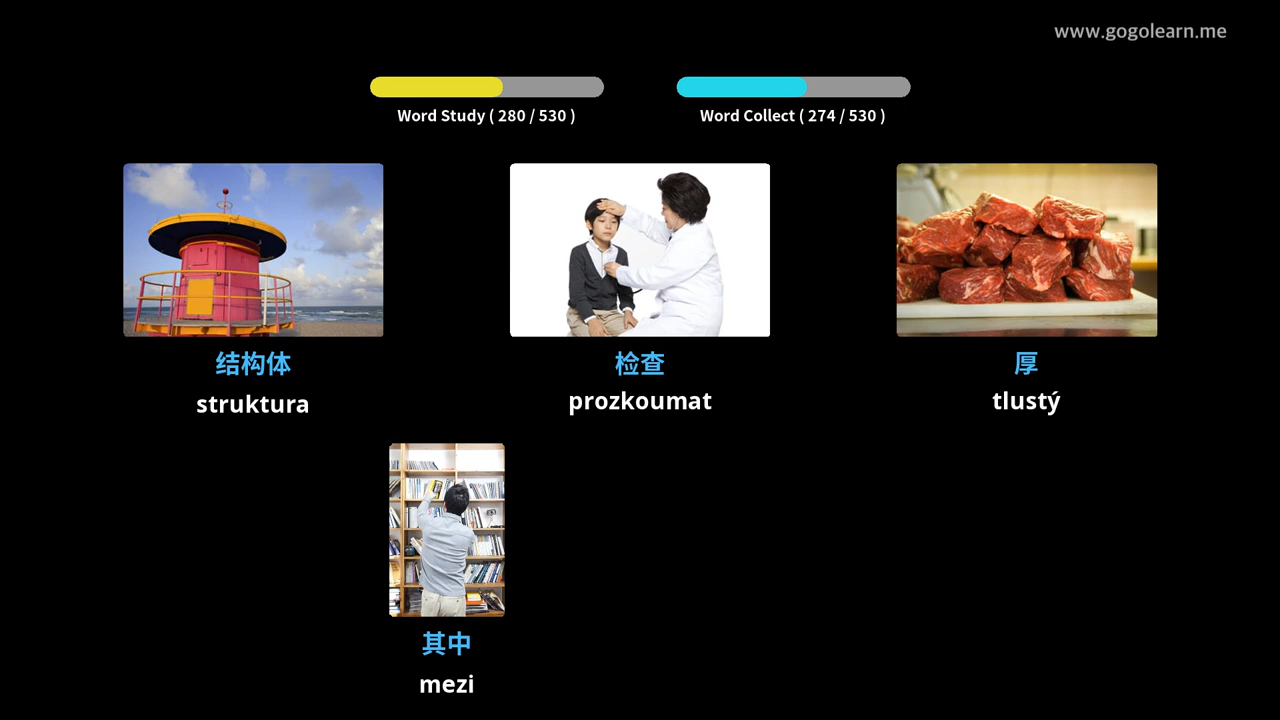 www.gogolearn.me
Word Study ( 280 / 530 )
Word Collect ( 274 / 530 )
结构体
struktura
检查
prozkoumat
厚
tlustý
其中
mezi